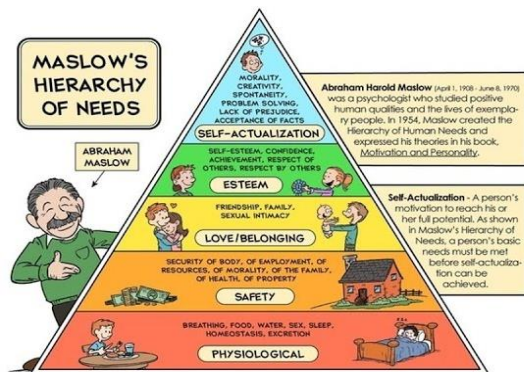 MASLOW'S
HIERARCHY
OF NEEDS
ABRAHAM
MASLOW
MORALITY,
CREATIVITY,
SPONTANEITY,
PROBLEM SOLVING,
LACK OF PREJUDICE,
ACCEPTANCE OF FACTS
SELF-ACTUALIZATION
SELF-ESTEEM, CONFIDENCE,
ACHIEVEMENT, RESPECT OF
OTHERS, RESPECT BY OTHERS
ESTEEM
FRIENDSHIP, FAMILY,
SEXUAL INTIMACY
LOVE/BELONGING
SECURITY OF BODY, OF EMPLOYMENT, OF
RESOURCES, OF MORALITY, OF THE FAMILY,
OF HEALTH, OF PROPERTY
SAFETY
BREATHING, FOOD, WATER, SEX, SLEEP,
HOMEOSTASIS, EXCRETION
PHYSIOLOGICAL
Abraham Harold Maslow (April 1, 1908 - June 8, 1970)
was a psychologist who studied positive
human qualities and the lives of exempla-
ry people. In 1954, Maslow created the
Hierarchy of Human Needs and
expressed his theories in his book,
Motivation and Personality.
Self-Actualization - A person's
motivation to reach his or
her full potential. As shown
in Maslow's Hierarchy of
Needs, a person's basic
needs must be met
before self-actualiza-
tion can be
achieved.